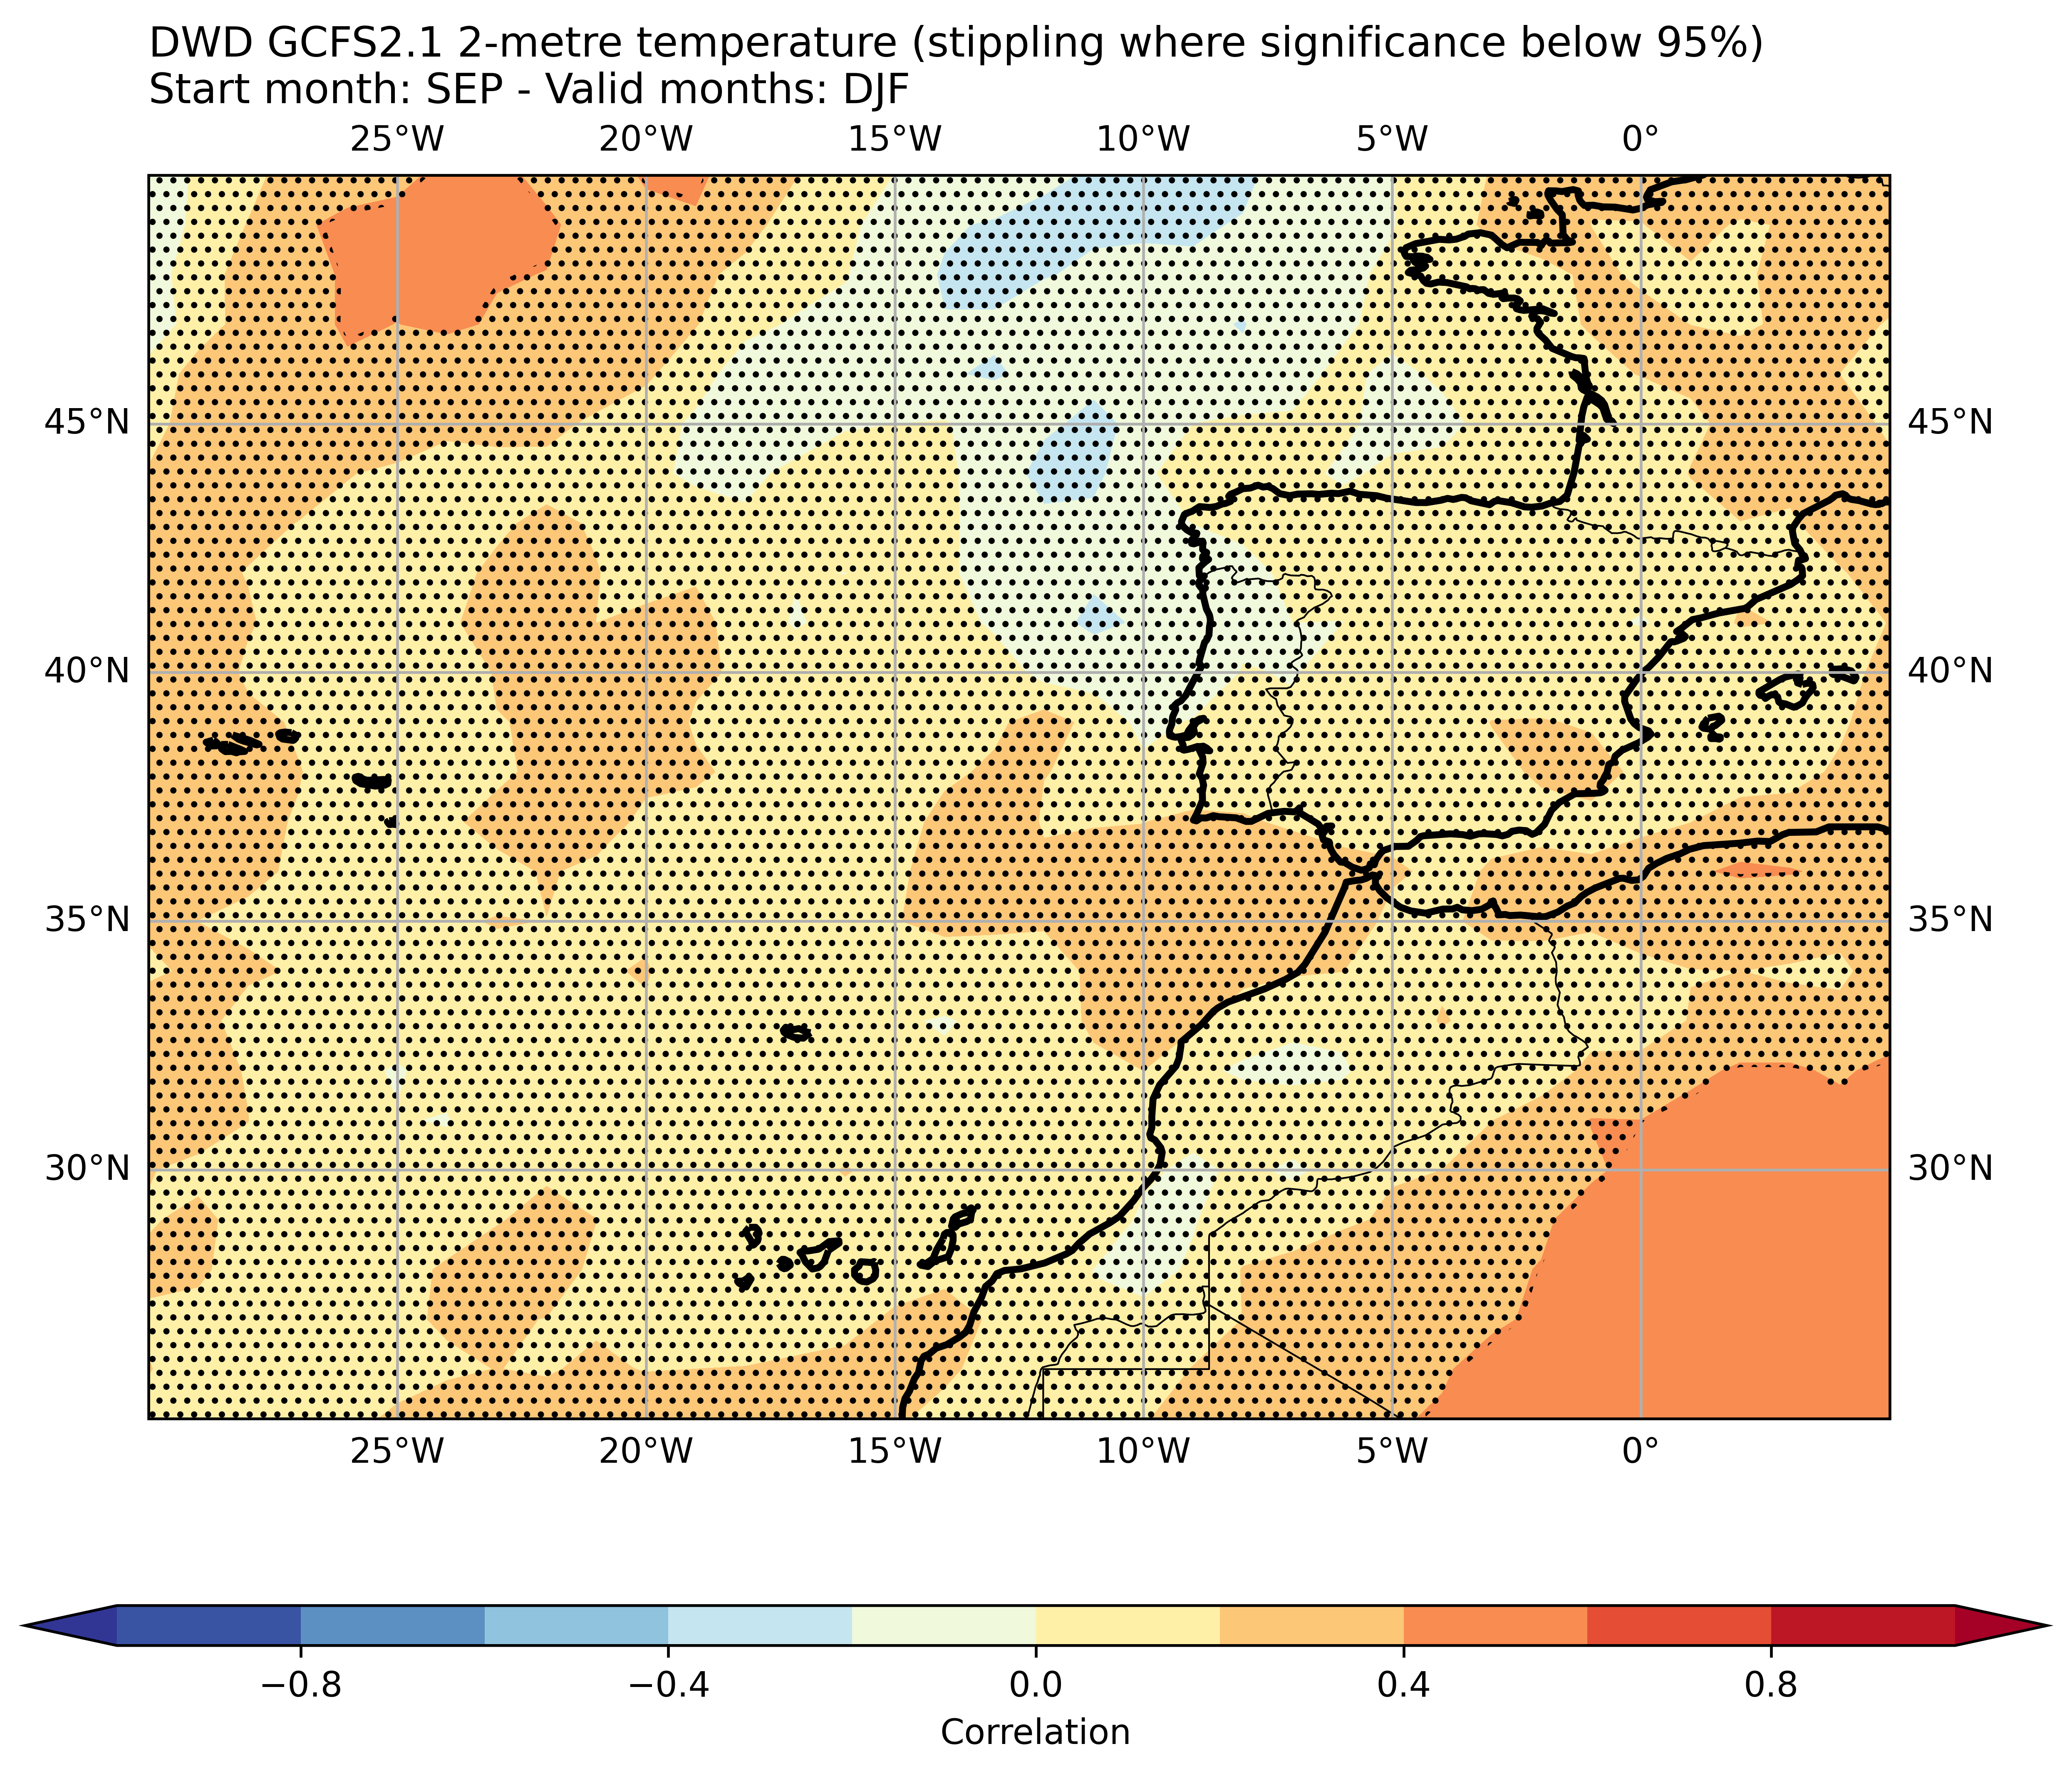 DWD GCFS2.1 2-metre temperature (stippling where significance below 95%)
Start month: SEP - Valid months: DJF
25°W 20°W 15°W 10°W 5°W 0°
45°N 45°N
40°N 40°N
35°N 35°N
30°N 30°N
25°W 20°W 15°W 10°W 5°W 0°
−0.8 −0.4 0.0 0.4 0.8
Correlation